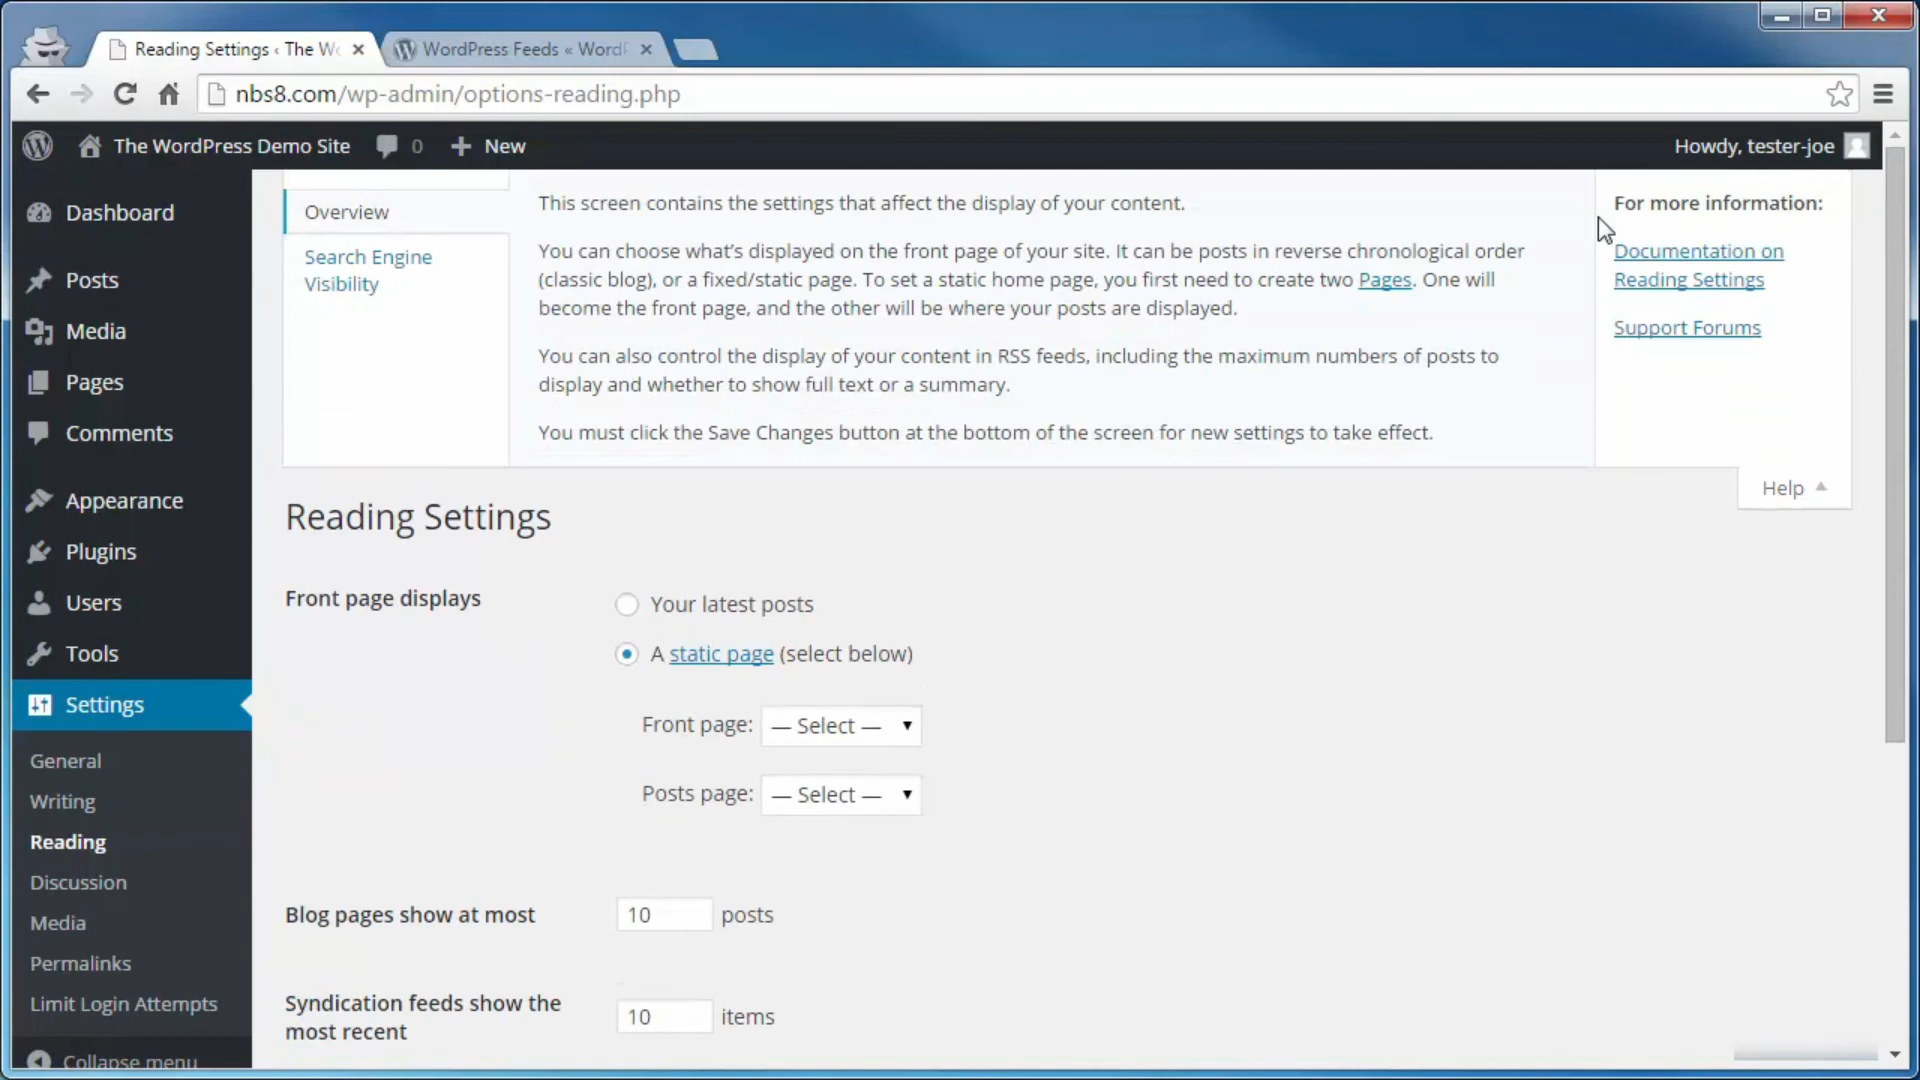 Reading Settings ‹ The Wo
WordPress Feeds « WordP
nbs8.com/wp-admin/options-reading.php
The WordPress Demo Site 0 New
Howdy, tester-joe
Dashboard
Posts
Media
Pages
Comments
Appearance
Plugins
Users
Tools
Settings
General
Writing
Reading
Discussion
Media
Permalinks
Limit Login Attempts
Collapse menu
Overview
Search Engine
Visibility
This screen contains the settings that affect the display of your content.
You can choose what’s displayed on the front page of your site. It can be posts in reverse chronological order
(classic blog), or a fixed/static page. To set a static home page, you first need to create two Pages. One will
become the front page, and the other will be where your posts are displayed.
You can also control the display of your content in RSS feeds, including the maximum numbers of posts to
display and whether to show full text or a summary.
You must click the Save Changes button at the bottom of the screen for new settings to take effect.
For more information:
Documentation on
Reading Settings
Support Forums
Help
Reading Settings
Front page displays
Your latest posts
A static page (select below)
Front page: — Select —
Posts page: — Select —
Blog pages show at most
10 posts
Syndication feeds show the
most recent
10 items